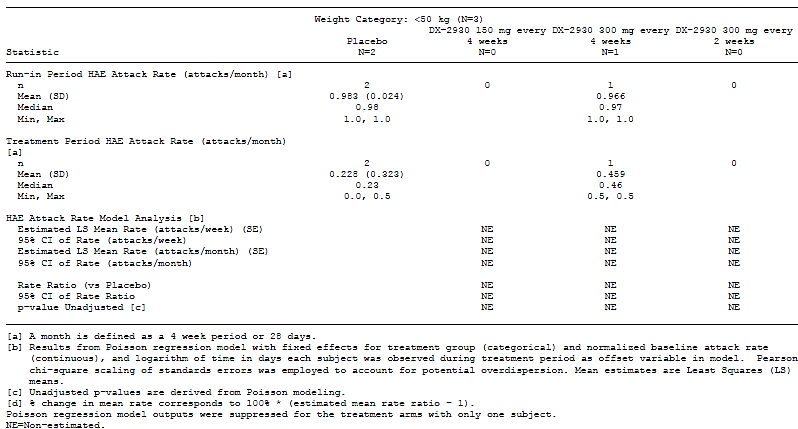 Weight Category: <50 kg (N=3)
DX-2930 150 mg every DX-2930 300 mg every DX-2930 300 mg every
Placebo 4 weeks 4 weeks 2 weeks
Statistic N=2 N=0 N=1 N=0
Run-in Period HAE Attack Rate (attacks/month) [a]
n 2 0 1 0
Mean (SD) 0.983 (0.024) 0.966
Median 0.98 0.97
Min, Max 1.0, 1.0 1.0, 1.0
Treatment Period HAE Attack Rate (attacks/month)
[a]
n 2 0 1 0
Mean (SD) 0.228 (0.323) 0.459
Median 0.23 0.46
Min, Max 0.0, 0.5 0.5, 0.5
HAE Attack Rate Model Analysis [b]
Estimated LS Mean Rate (attacks/week) (SE) NE NE NE
95% CI of Rate (attacks/week) NE NE NE
Estimated LS Mean Rate (attacks/month) (SE) NE NE NE
95% CI of Rate (attacks/month) NE NE NE
Rate Ratio (vs Placebo) NE NE NE
95% CI of Rate Ratio NE NE NE
p-value Unadjusted [c] NE NE NE
[a] A month is defined as a 4 week period or 28 days.
[b] Results from Poisson regression model with fixed effects for treatment group (categorical) and normalized baseline attack rate
(continuous), and logarithm of time in days each subject was observed during treatment period as offset variable in model. Pearson
chi-square scaling of standards errors was employed to account for potential overdispersion. Mean estimates are Least Squares (LS)
means.
[c] Unadjusted p-values are derived from Poisson modeling.
[d] % change in mean rate corresponds to 100% * (estimated mean rate ratio - 1).
Poisson regression model outputs were suppressed for the treatment arms with only one subject.
NE=Non-estimated.